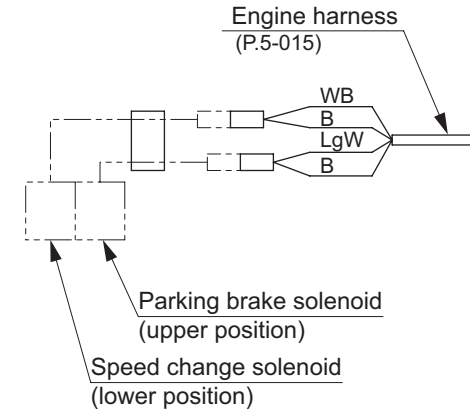 Engine harness
(P.5-015)
WB
B
LgW
B
Parking brake solenoid
(upper position)
Speed change solenoid
(lower position)